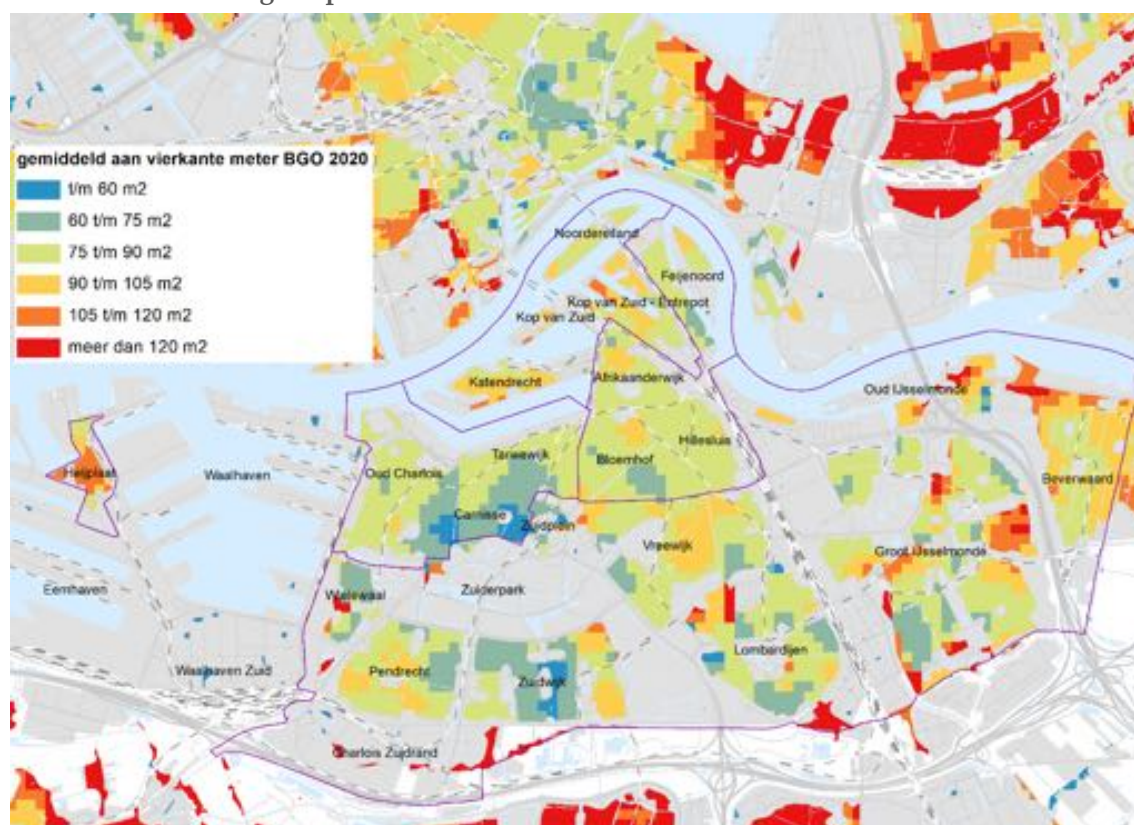 gemiddeld aan vierkante meter BGO 2020
t/m 60 m2
60 t/m 75 m2
75 t/m 90 m2
90 t/m 105 m2
105 t/m 120 m2
meer dan 120 m2
Noordereiland
Feijenoord
Kop van Zuid - Entrepot
Kop van Zuid
Katendrecht
Afrikaanderwijk
Oud IJsselmonde
Hillesluis
Heijplaat
Waalhaven
Oud Charlois
Tarwewijk
Bloemhof
Beverwaard
Carnisse
Zuidplein
Vreewijk
Groot IJsselmonde
Eemhaven
Wielewaal
Zuiderpark
Lombardijen
Waalhaven Zuid
Pendrecht
Zuidwijk
Charlois Zuidrand